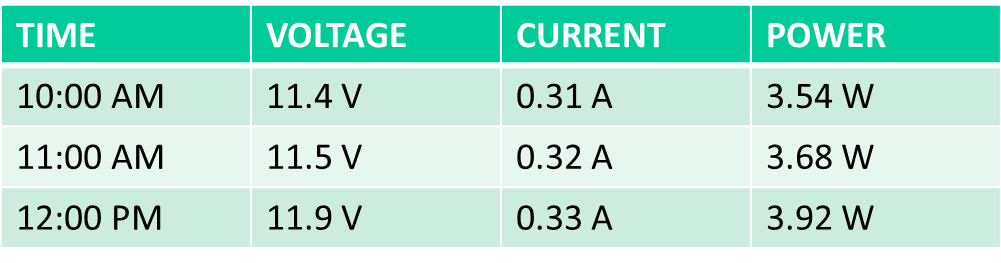 TIME VOLTAGE CURRENT POWER
10:00 AM 11.4 V 0.31 A 3.54 W
11:00 AM 11.5 V 0.32 A 3.68 W
12:00 PM 11.9 V 0.33 A 3.92 W